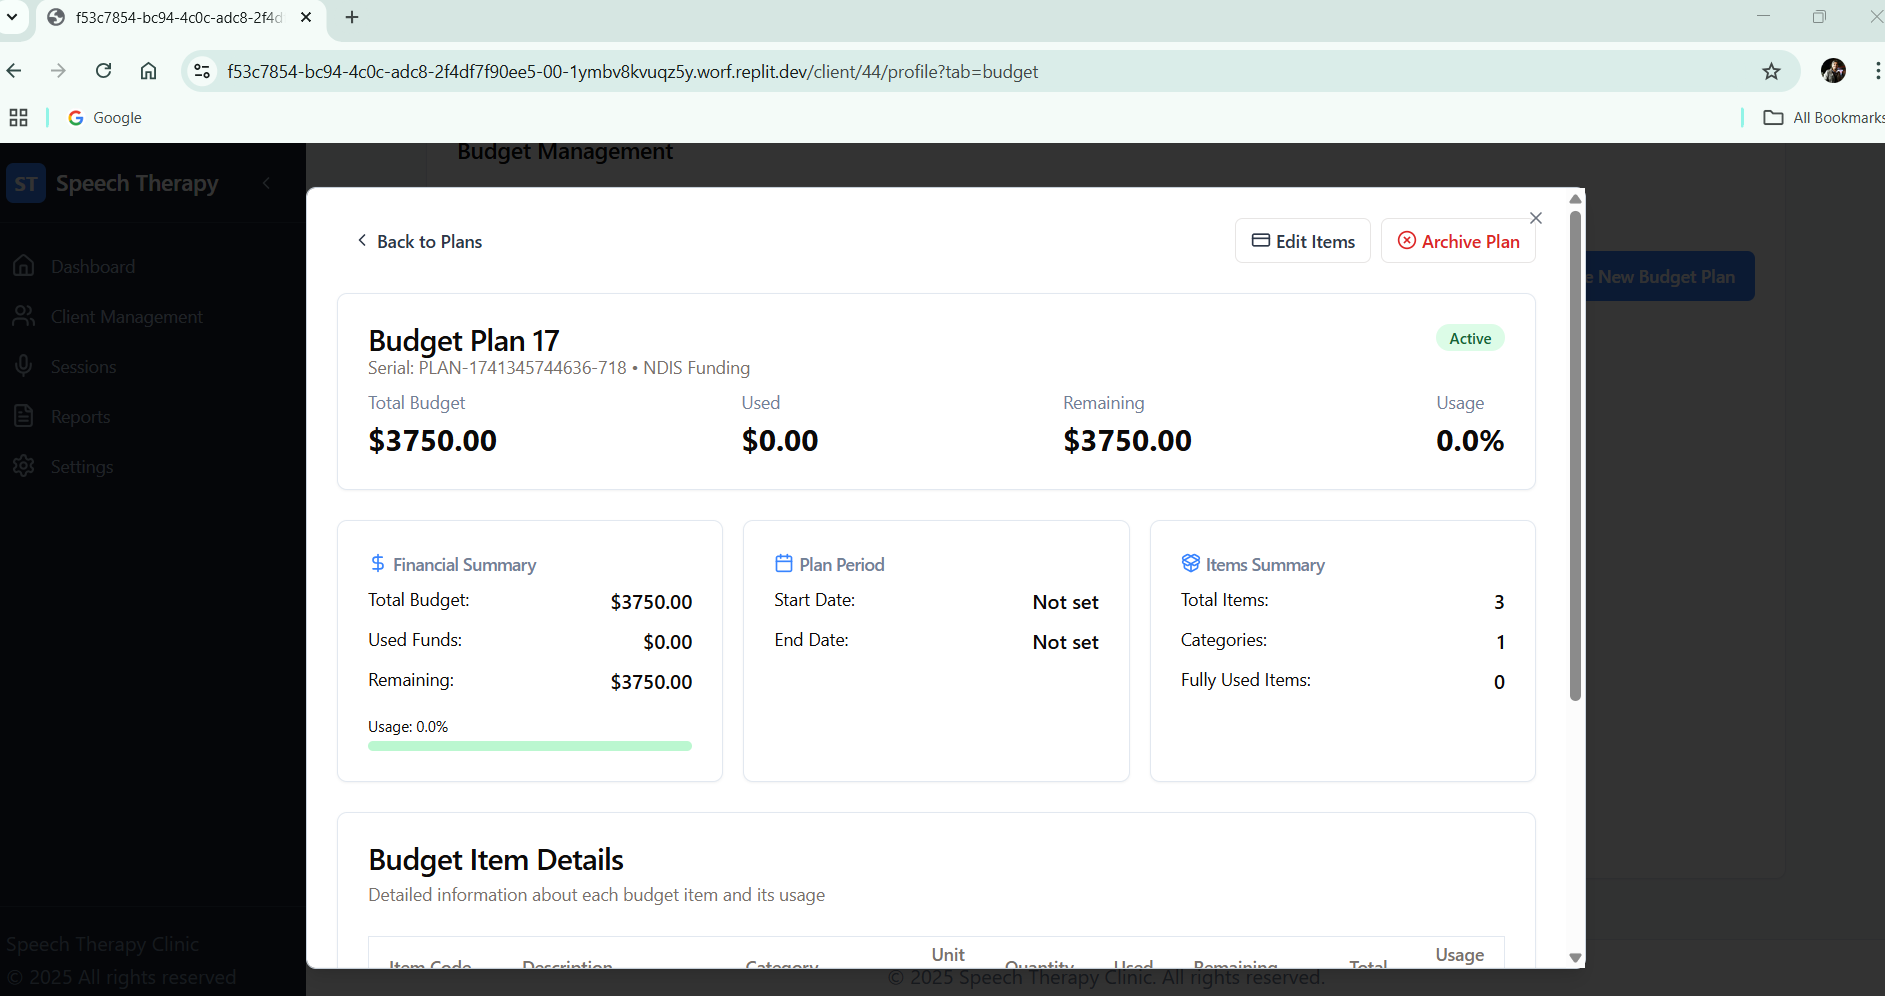 f53c7854-bc94-4c0c-adc8-2f4d
f53c7854-bc94-4c0c-adc8-2f4df7f90ee5-00-1ymbv8kvuqz5y.worf.replit.dev/client/44/profile?tab=budget
Google
All Bookmarks
ST Speech Therapy
Dashboard
Client Management
Sessions
Reports
Settings
Speech Therapy Clinic
© 2025 All rights reserved
Budget Management
New Budget Plan
Back to Plans
Edit Items
Archive Plan
Budget Plan 17
Active
Serial: PLAN-1741345744636-718 • NDIS Funding
Total Budget Used Remaining Usage
$3750.00 $0.00 $3750.00 0.0%
Financial Summary
Total Budget: $3750.00
Used Funds: $0.00
Remaining: $3750.00
Usage: 0.0%
Plan Period
Start Date: Not set
End Date: Not set
Items Summary
Total Items: 3
Categories: 1
Fully Used Items: 0
Budget Item Details
Detailed information about each budget item and its usage
Item Code Description Category Unit Quantity Used Remaining Total Usage
© 2025 Speech Therapy Clinic. All rights reserved.